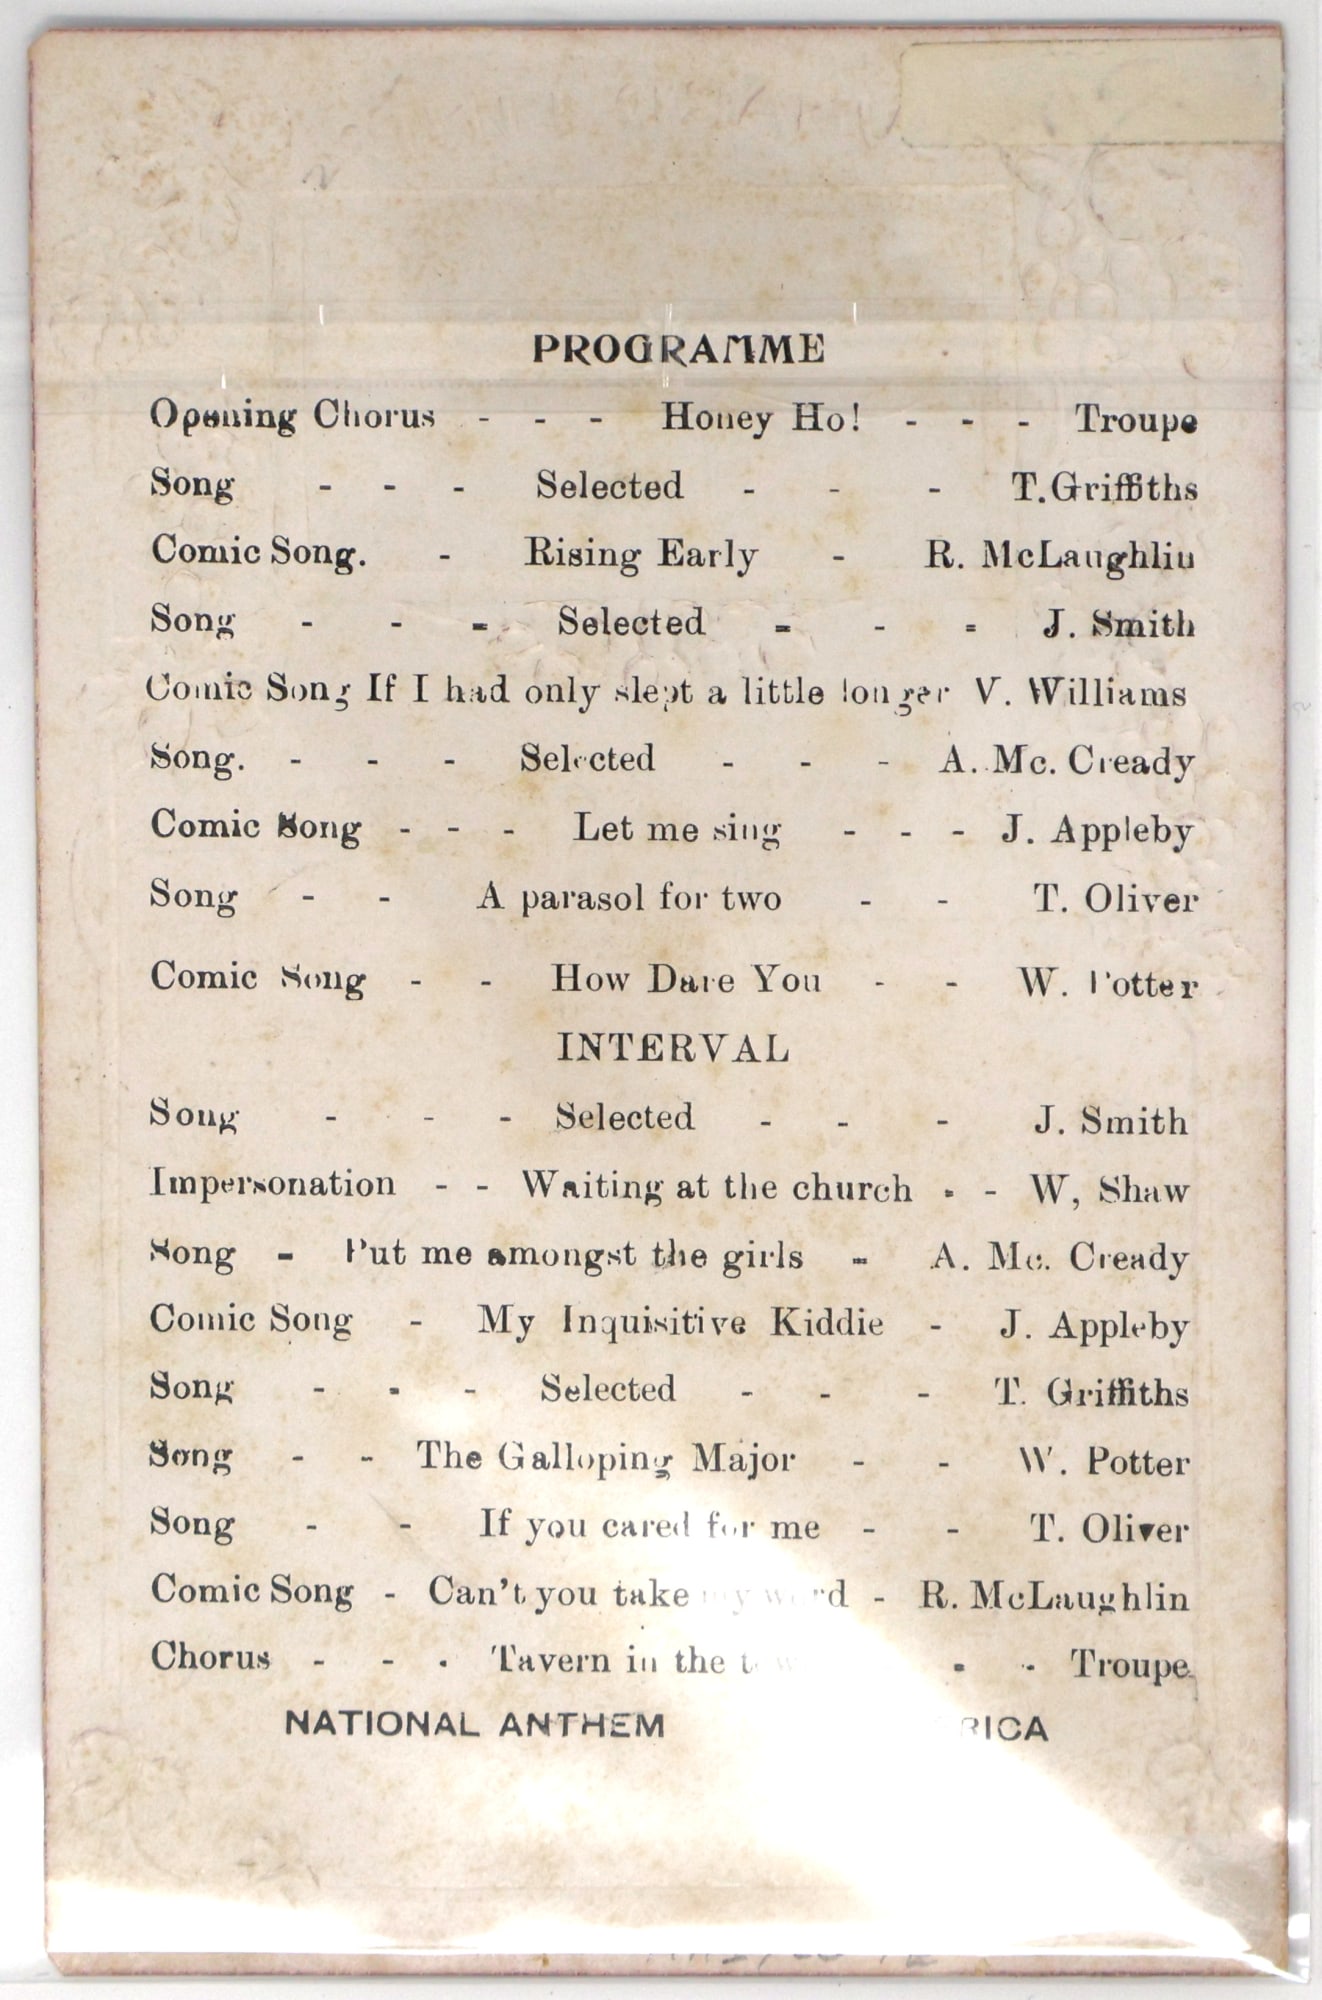 PROGRAMME
Opening Chorus - - - Honey Ho! - - - Troupe
Song - - - Selected - - - T.Griffiths
Comic Song. - Rising Early - R. McLaughlin
Song - - - Selected - - - J. Smith
Comic Song If I had only slept a little longer V. Williams
Song. - - - Selected - - - A. Mc. Cready
Comic Song - - - Let me sing - - - J. Appleby
Song - - A parasol for two - - T. Oliver
Comic Song - - How Dare You - - W. Potter
INTERVAL
Song - - - Selected - - - J. Smith
Impersonation - - Waiting at the church - - W, Shaw
Song - Put me amongst the girls - A. Mc. Cready
Comic Song - My Inquisitive Kiddie - J. Appleby
Song - - - Selected - - - T. Griffiths
Song - - The Galloping Major - - W. Potter
Song - - If you cared for me - - T. Oliver
Comic Song - Can't you take my word - R. McLaughlin
Chorus - - - Tavern in the - - Troupe
NATIONAL ANTHEM